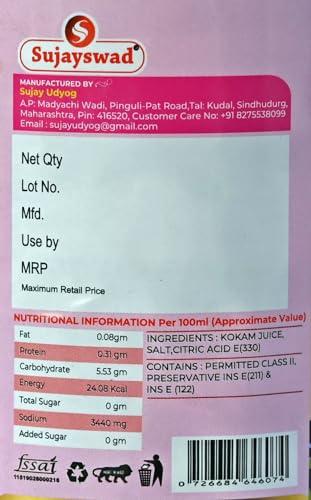 S
Sujayswad®
MANUFACTURED BY
Sujay Udyog
A.P: Madyachi Wadi, Pinguli-Pat Road,Tal: Kudal, Sindhudurg,
Maharashtra, Pin: 416520, Customer Care No: +91 8275538099
Email : sujayudyog@gmail.com
Net Qty
Lot No.
Mfd.
Use by
MRP
Maximum Retail Price
NUTRITIONAL INFORMATION Per 100ml (Approximate Value)
Fat 0.08gm
Protein 0.31 gm
Carbohydrate 5.53 gm
Energy 24.08 Kcal
Total Sugar 0 gm
Sodium 3440 mg
Added Sugar 0 gm
INGREDIENTS : KOKAM JUICE,
SALT,CITRIC ACID E(330)
CONTAINS : PERMITTED CLASS II,
PRESERVATIVE INS E(211) &
INS E (122)
fssai
11519028000216
0 726684 646074